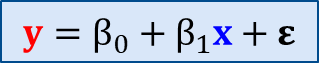 y = β₀ + β₁x + ε